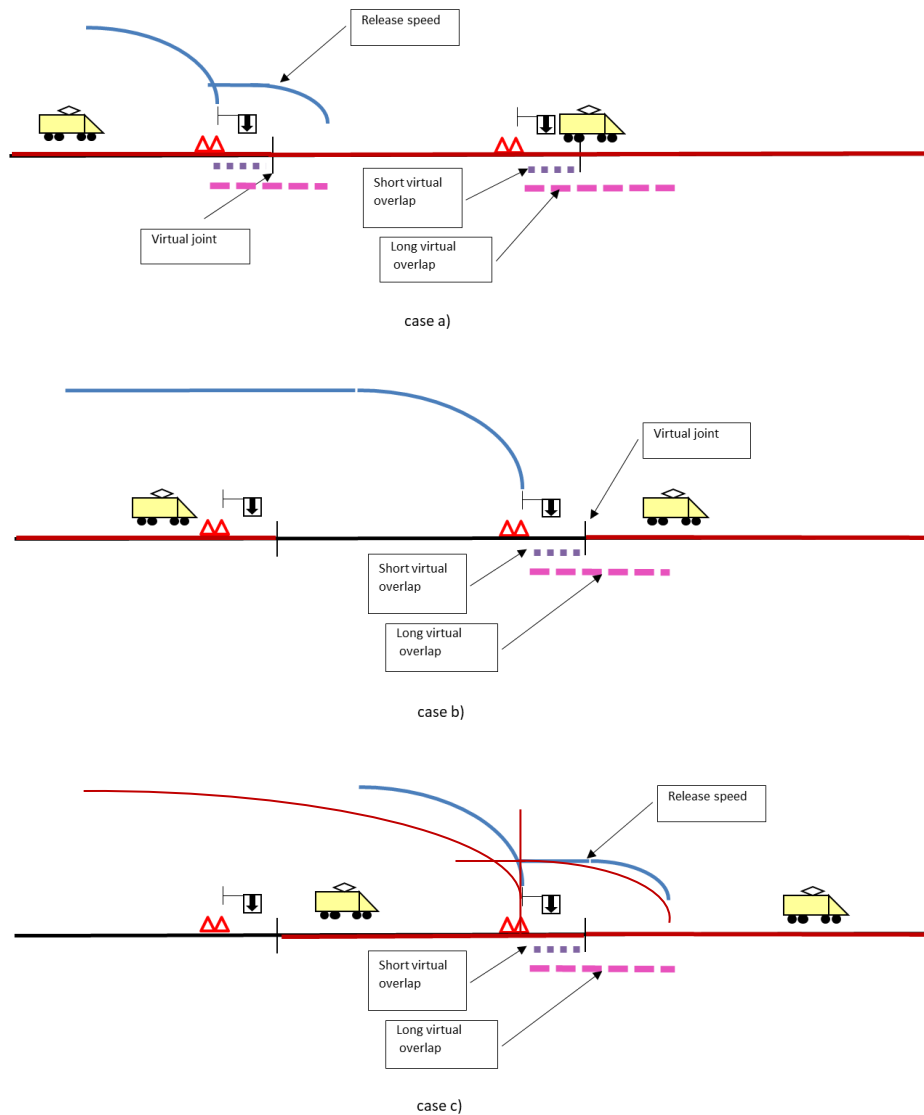 Release speed
Short virtual
overlap
Virtual joint
Long virtual
overlap
case a)
Virtual joint
Short virtual
overlap
Long virtual
overlap
case b)
Release speed
Short virtual
overlap
Long virtual
overlap
case c)